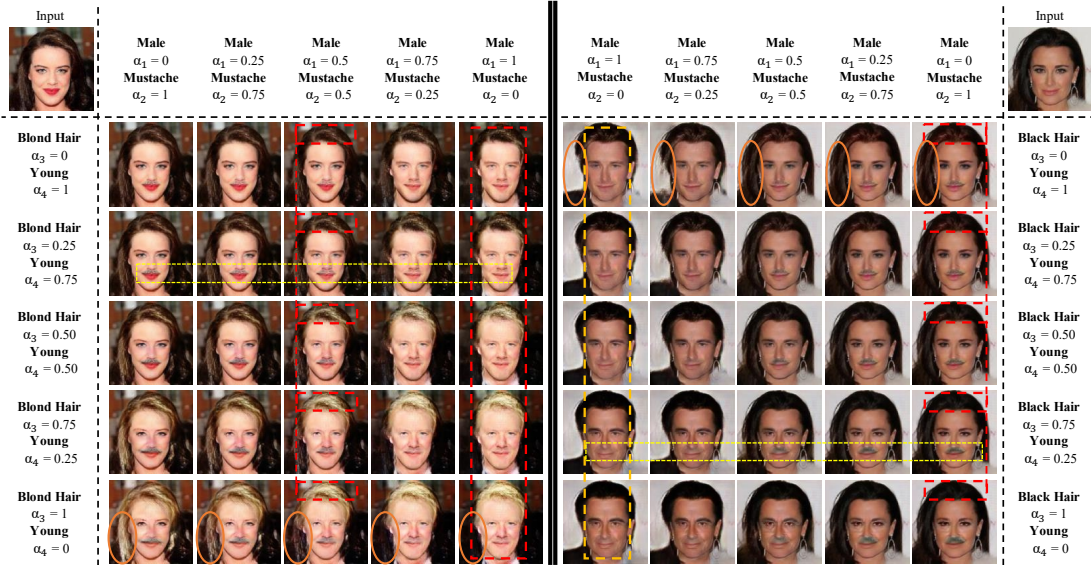 Input
Male
α₁ = 0
Mustache
α₂ = 1
Male
α₁ = 0.25
Mustache
α₂ = 0.75
Male
α₁ = 0.5
Mustache
α₂ = 0.5
Male
α₁ = 0.75
Mustache
α₂ = 0.25
Male
α₁ = 1
Mustache
α₂ = 0
Male
α₁ = 1
Mustache
α₂ = 0
Male
α₁ = 0.75
Mustache
α₂ = 0.25
Male
α₁ = 0.5
Mustache
α₂ = 0.5
Male
α₁ = 0.25
Mustache
α₂ = 0.75
Male
α₁ = 0
Mustache
α₂ = 1
Input
Blond Hair
α₃ = 0
Young
α₄ = 1
Blond Hair
α₃ = 0.25
Young
α₄ = 0.75
Blond Hair
α₃ = 0.50
Young
α₄ = 0.50
Blond Hair
α₃ = 0.75
Young
α₄ = 0.25
Blond Hair
α₃ = 1
Young
α₄ = 0
Black Hair
α₃ = 0
Young
α₄ = 1
Black Hair
α₃ = 0.25
Young
α₄ = 0.75
Black Hair
α₃ = 0.50
Young
α₄ = 0.50
Black Hair
α₃ = 0.75
Young
α₄ = 0.25
Black Hair
α₃ = 1
Young
α₄ = 0